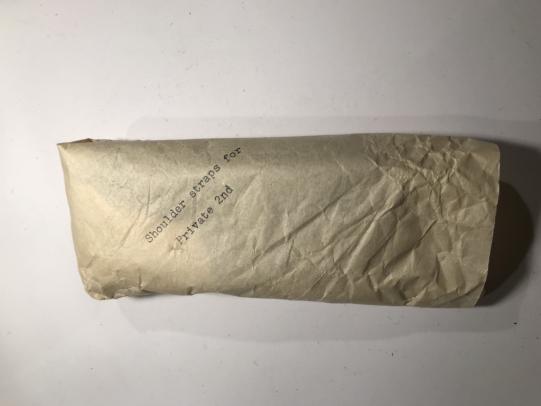 Shoulder straps for
Private 2nd